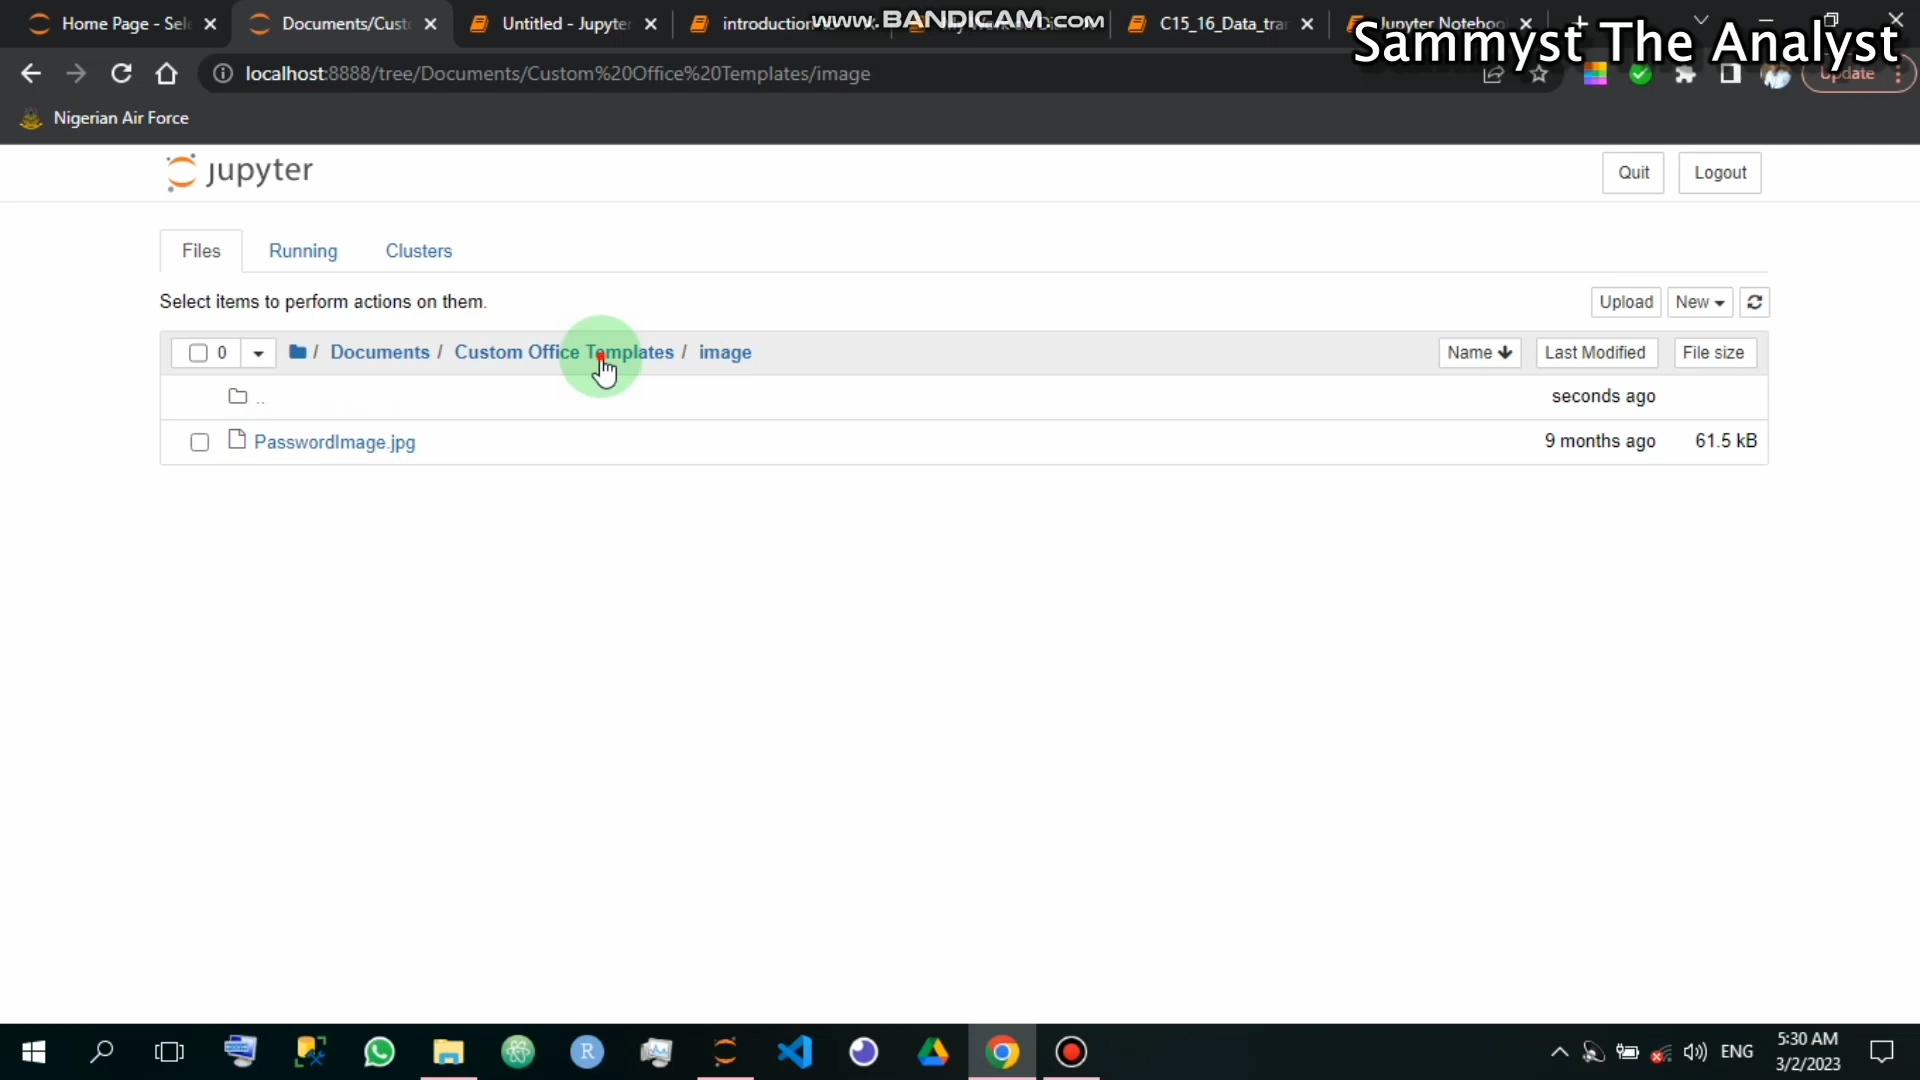 Home Page - Sel
Documents/Cust
Untitled - Jupyter
introduction
www.BANDICAM.com
C15_16_Data_tra
Jupyter Noteboo
Sammyst The Analyst
localhost:8888/tree/Documents/Custom%20Office%20Templates/image
Update
Nigerian Air Force
jupyter
Quit
Logout
Files
Running
Clusters
Select items to perform actions on them.
Upload
New
0
/ Documents / Custom Office Templates / image
Name
Last Modified
File size
..
seconds ago
PasswordImage.jpg
9 months ago
61.5 kB
R
ENG
5:30 AM
3/2/2023